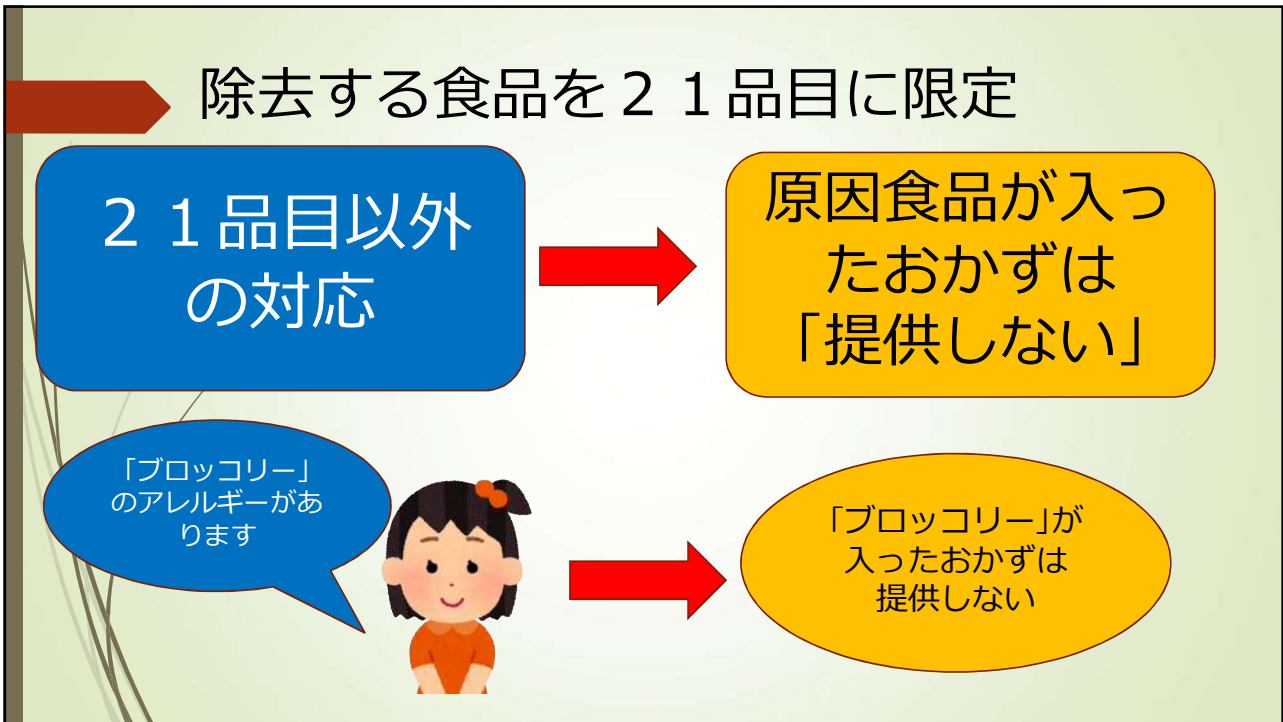 除去する食品を２１品目に限定
２１品目以外
の対応
原因食品が入っ
たおかずは
「提供しない」
「ブロッコリー」
のアレルギーがあ
ります
｢ブロッコリー｣が
入ったおかずは
提供しない